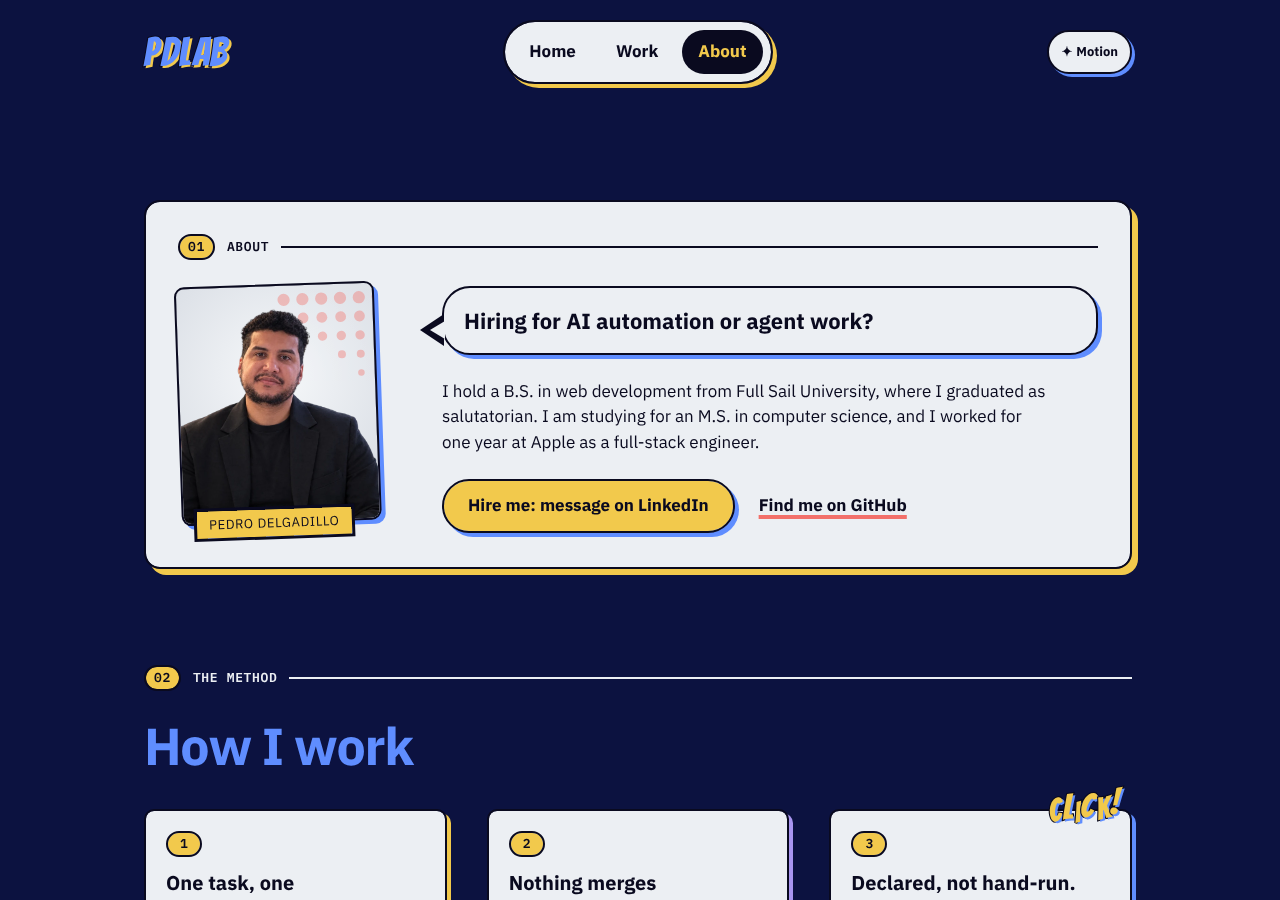 PDLAB
Home Work About
✦ Motion
01 ABOUT
Hiring for AI automation or agent work?
I hold a B.S. in web development from Full Sail University, where I graduated as
salutatorian. I am studying for an M.S. in computer science, and I worked for
one year at Apple as a full-stack engineer.
Hire me: message on LinkedIn Find me on GitHub
PEDRO DELGADILLO
02 THE METHOD
How I work
CLICK!
1
One task, one
2
Nothing merges
3
Declared, not hand-run.